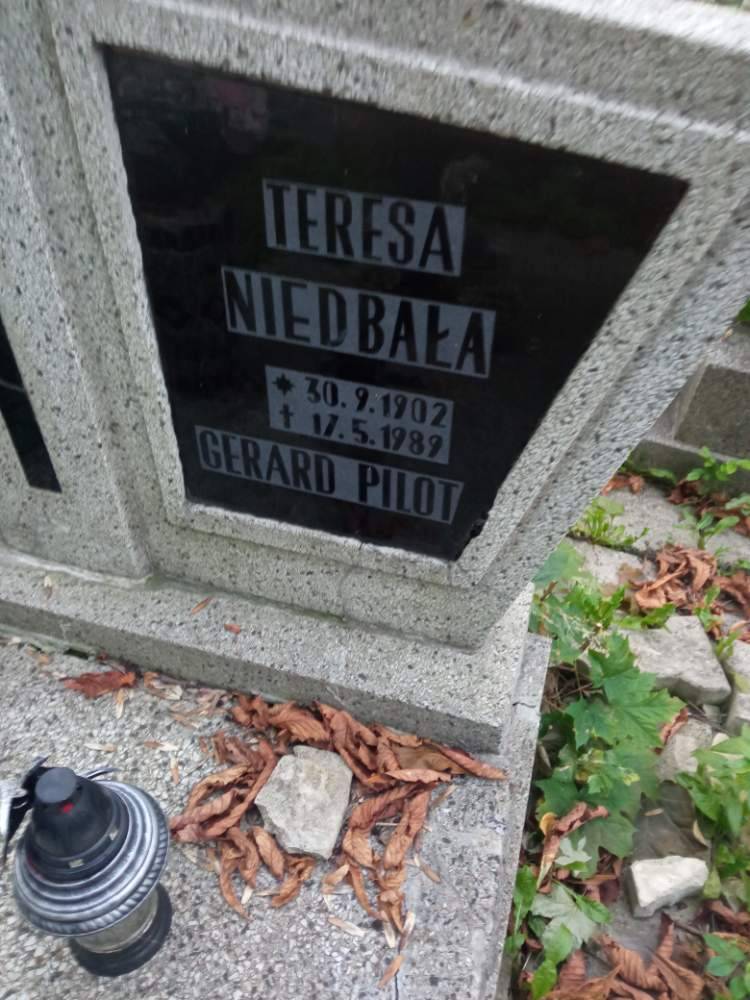 TERESA
NIEDBAŁA
* 30.9.1902
† 17.5.1989
GERARD PILOT